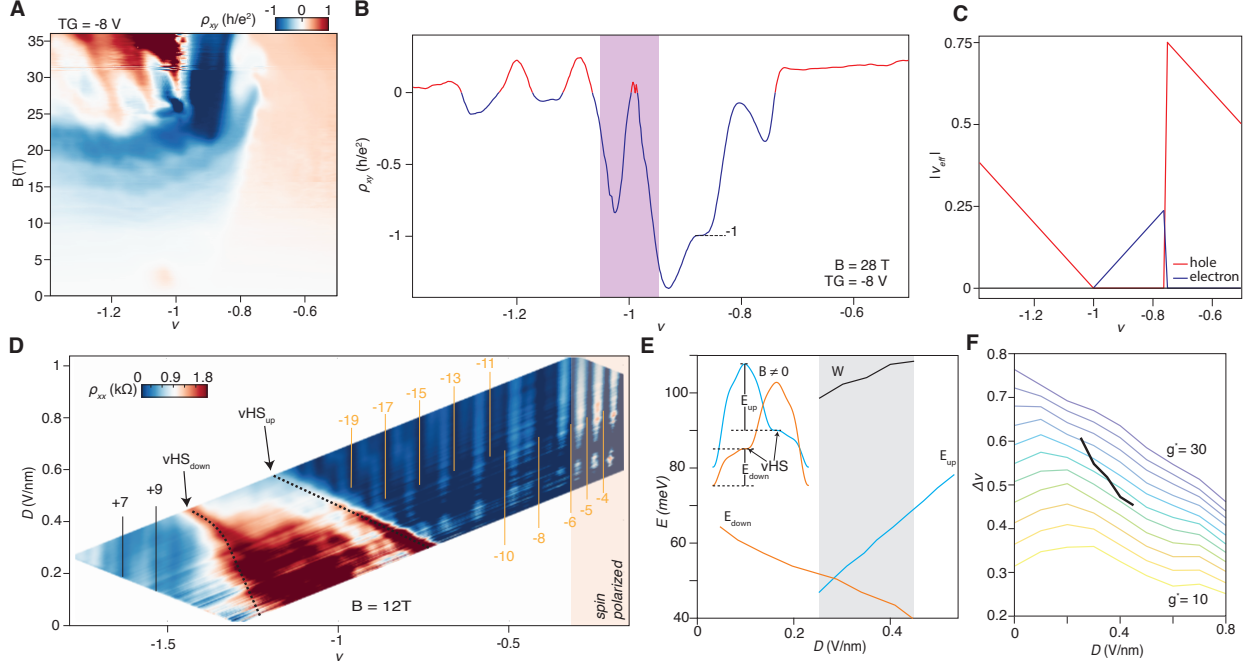 A
TG = -8 V
ρxy (h/e²)
-1 0 1
B (T)
35
30
25
20
15
10
5
0
-1.2 -1 -0.8 -0.6
ν
B
ρxy (h/e²)
0
-0.5
-1
-1
B = 28 T
TG = -8 V
-1.2 -1 -0.8 -0.6
ν
C
|νeff|
0.75
0.5
0.25
0
hole
electron
-1.2 -1 -0.8 -0.6
ν
D
ρxx (kΩ)
0 0.9 1.8
D (V/nm)
1
0.8
0.6
0.4
0.2
0
vHSup
vHSdown
+7
+9
-19
-17
-15
-13
-11
-10
-8
-6
-5
-4
B = 12T
spin
polarized
-1.5 -1 -0.5
ν
E
E (meV)
110
100
80
60
40
B ≠ 0
W
Eup
vHS
Edown
Eup
Edown
0 0.2 0.4
D (V/nm)
F
Δν
0.8
0.7
0.6
0.5
0.4
0.3
0.2
g*= 30
g*= 10
0 0.4 0.8
D (V/nm)